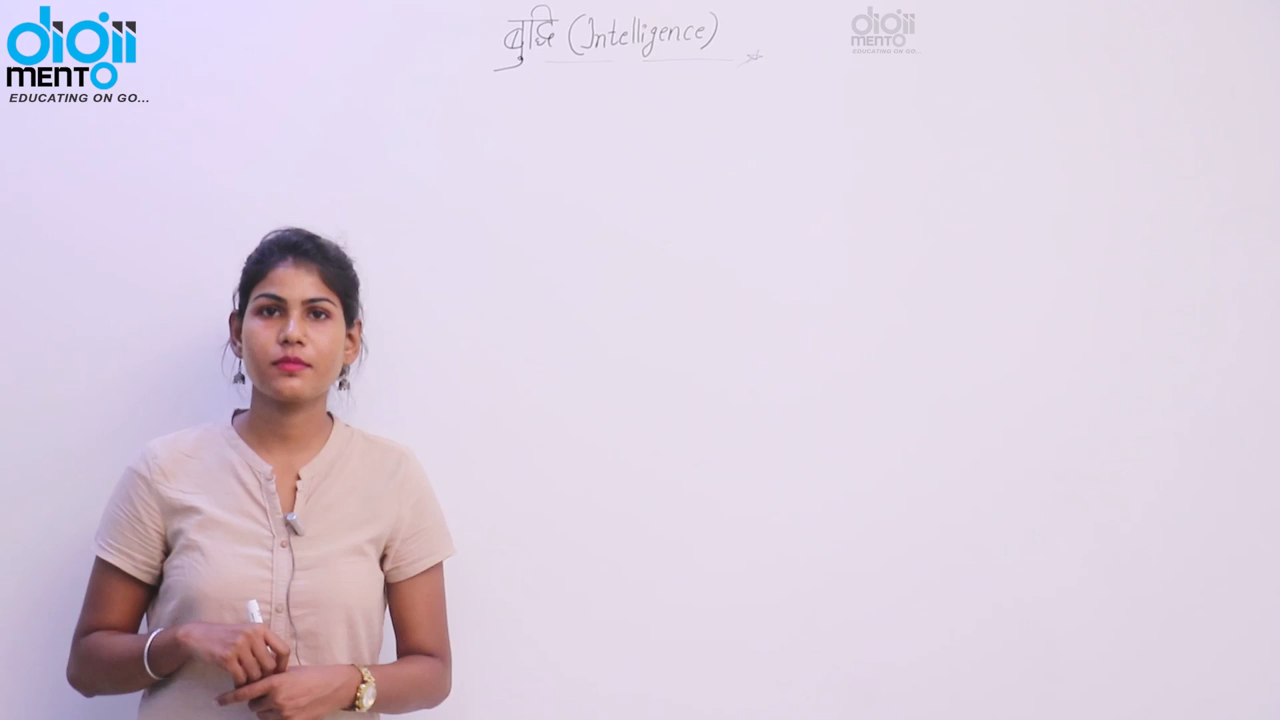 digii
MENTO
EDUCATING ON GO...
बुद्धि (Intelligence)
digii
MENTO
EDUCATING ON GO...